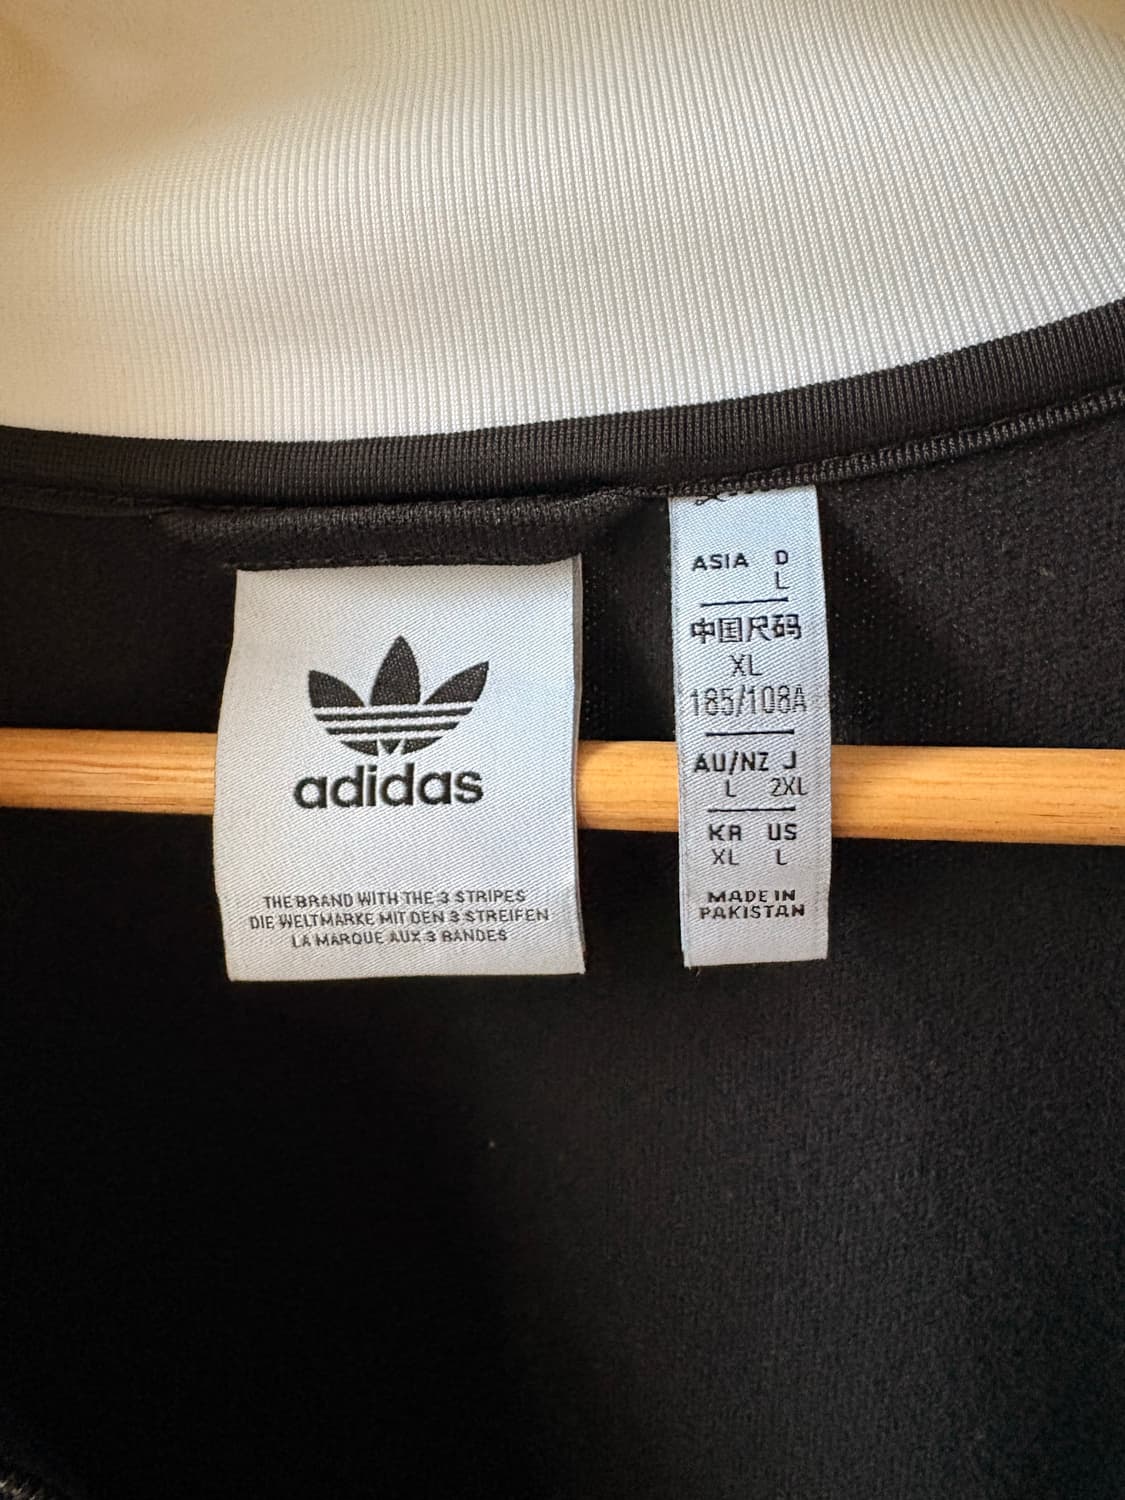 adidas
THE BRAND WITH THE 3 STRIPES
DIE WELTMARKE MIT DEN 3 STREIFEN
LA MARQUE AUX 3 BANDES
ASIA D
L
中国尺码
XL
185/108A
AU/NZ J
L 2XL
KR US
XL L
MADE IN
PAKISTAN